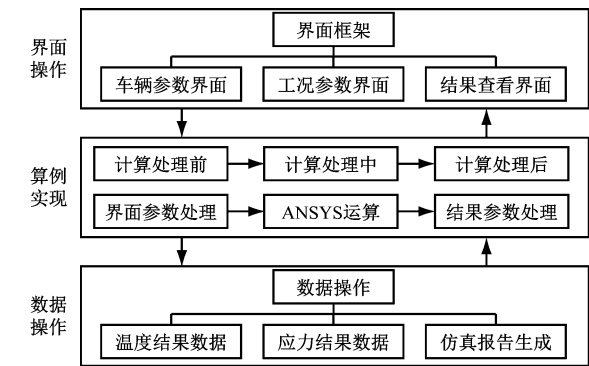 界面操作
界面框架
车辆参数界面
工况参数界面
结果查看界面
算例实现
计算处理前
计算处理中
计算处理后
界面参数处理
ANSYS运算
结果参数处理
数据操作
数据操作
温度结果数据
应力结果数据
仿真报告生成